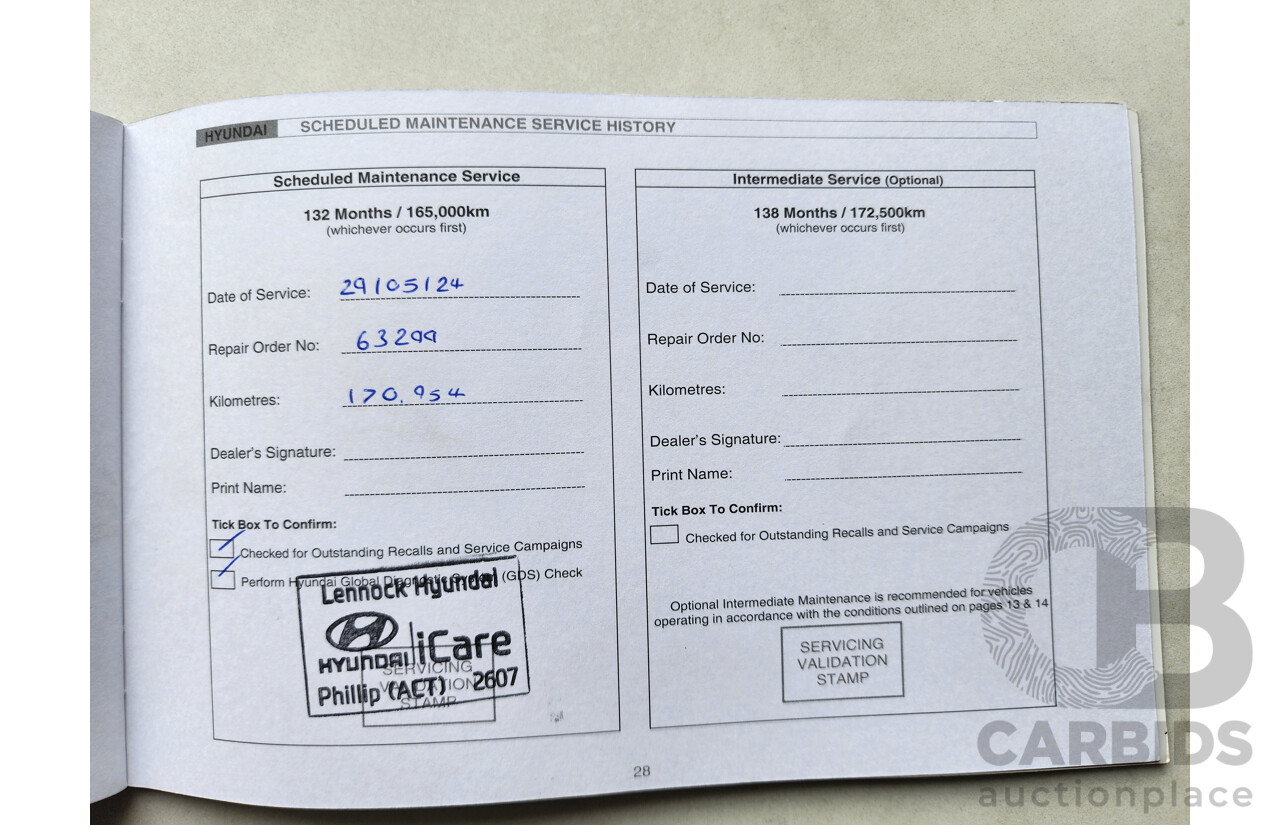 HYUNDAI SCHEDULED MAINTENANCE SERVICE HISTORY
Scheduled Maintenance Service
132 Months / 165,000km
(whichever occurs first)
Date of Service: 29/05/24
Repair Order No: 63299
Kilometres: 170,954
Dealer's Signature:
Print Name:
Tick Box To Confirm:
Checked for Outstanding Recalls and Service Campaigns
Perform Hyundai Global Diagnostic System (GDS) Check
Lennock Hyundai
HYUNDAI iCare
Phillip (ACT) 2607
SERVICING
VALIDATION
STAMP
Intermediate Service (Optional)
138 Months / 172,500km
(whichever occurs first)
Date of Service:
Repair Order No:
Kilometres:
Dealer's Signature:
Print Name:
Tick Box To Confirm:
Checked for Outstanding Recalls and Service Campaigns
Optional Intermediate Maintenance is recommended for vehicles
operating in accordance with the conditions outlined on pages 13 & 14
SERVICING
VALIDATION
STAMP
28
CB
CARBIDS
auctionplace